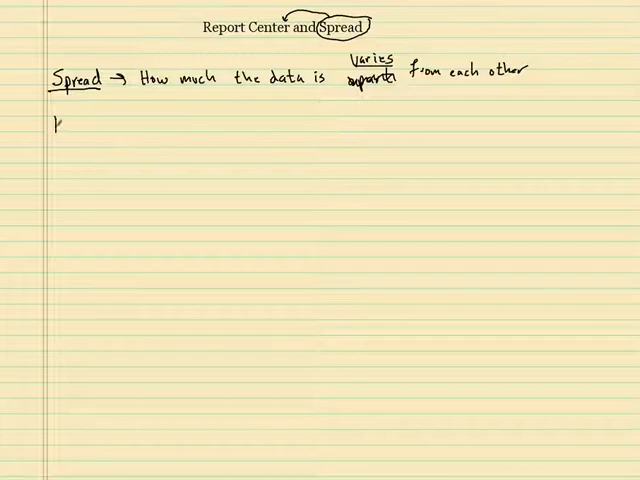 Report Center and Spread
Spread → How much the data is Varies from each other